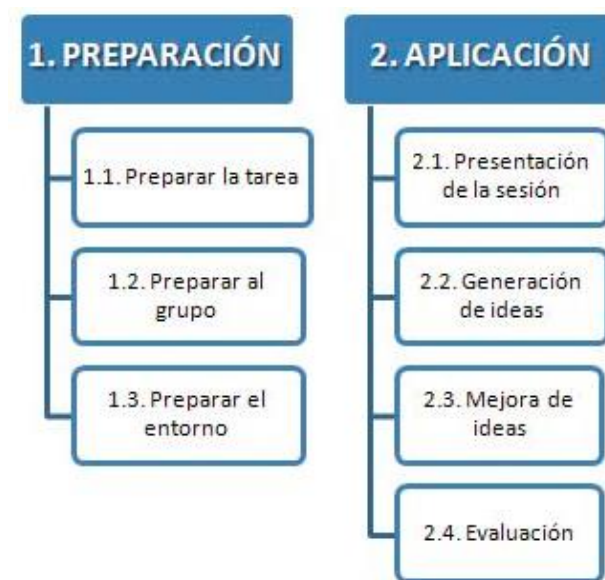 1. PREPARACIÓN
1.1. Preparar la tarea
1.2. Preparar al
grupo
1.3. Preparar el
entorno
2. APLICACIÓN
2.1. Presentación
de la sesión
2.2. Generación
de ideas
2.3. Mejora de
ideas
2.4. Evaluación